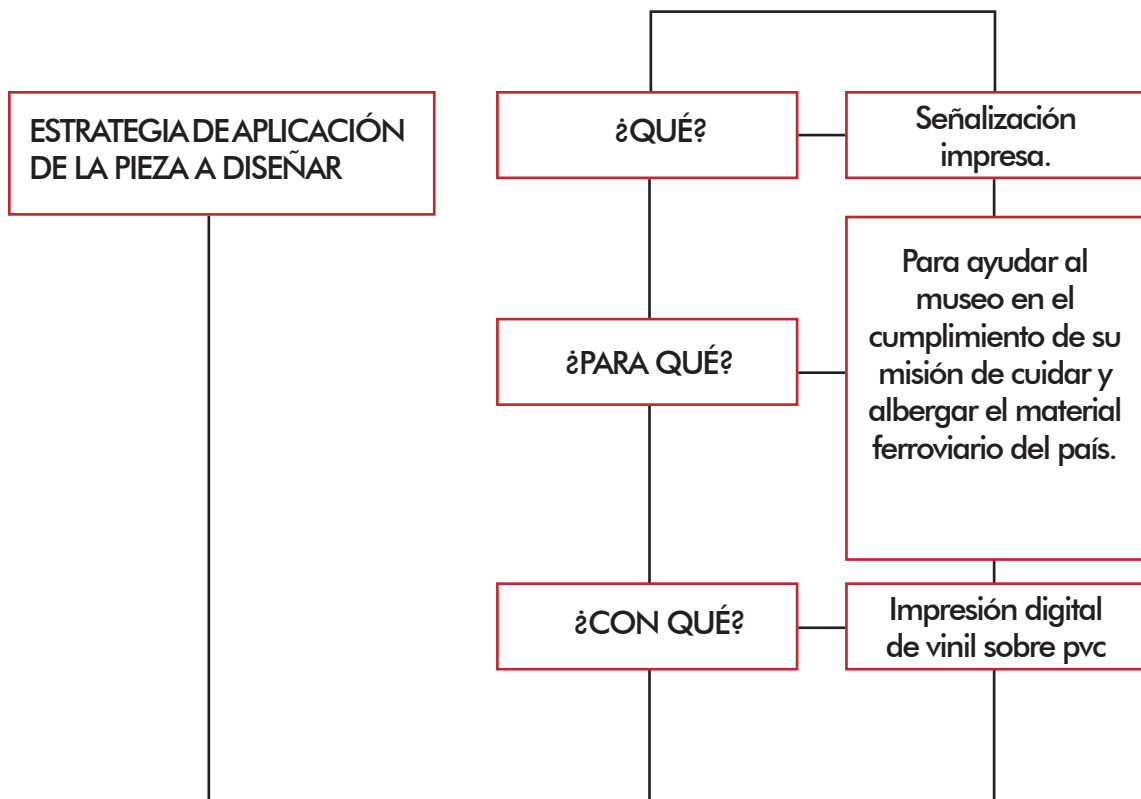 ESTRATEGIA DE APLICACIÓN
DE LA PIEZA A DISEÑAR
¿QUÉ?
Señalización
impresa.
¿PARA QUÉ?
Para ayudar al
museo en el
cumplimiento de su
misión de cuidar y
albergar el material
ferroviario del país.
¿CON QUÉ?
Impresión digital
de vinil sobre pvc